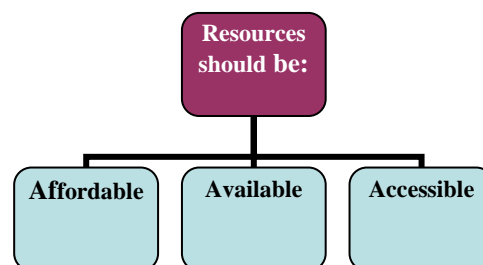 Resources
should be:
Affordable
Available
Accessible